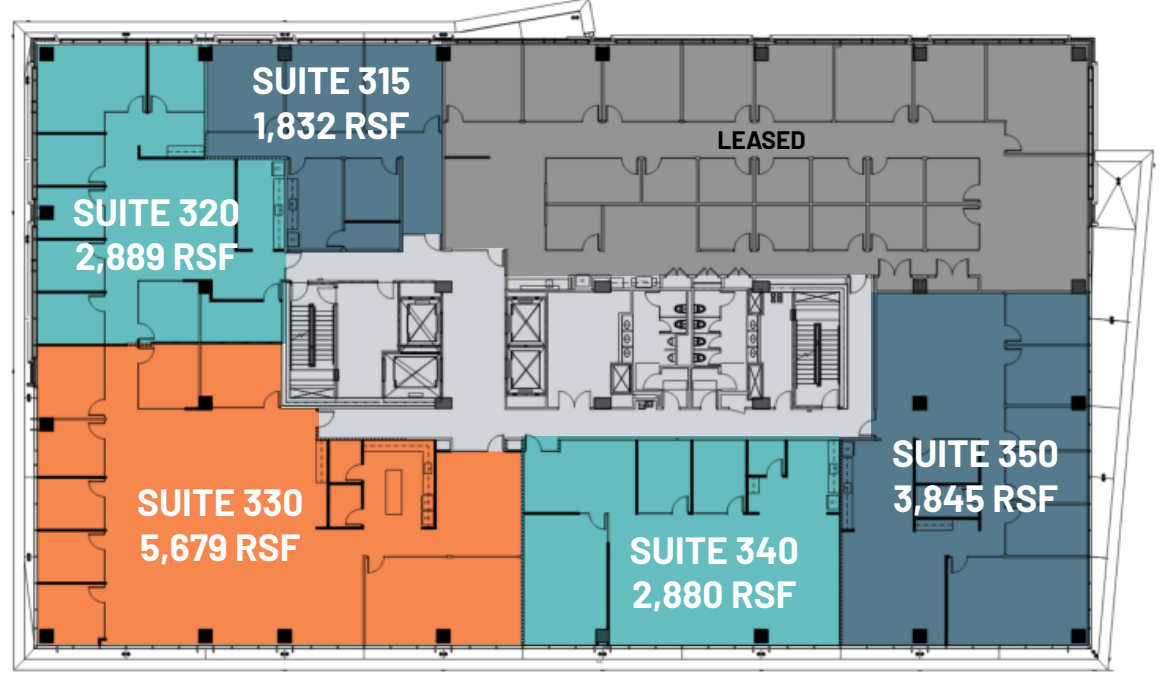 SUITE 315
1,832 RSF
LEASED
SUITE 320
2,889 RSF
SUITE 350
3,845 RSF
SUITE 330
5,679 RSF
SUITE 340
2,880 RSF